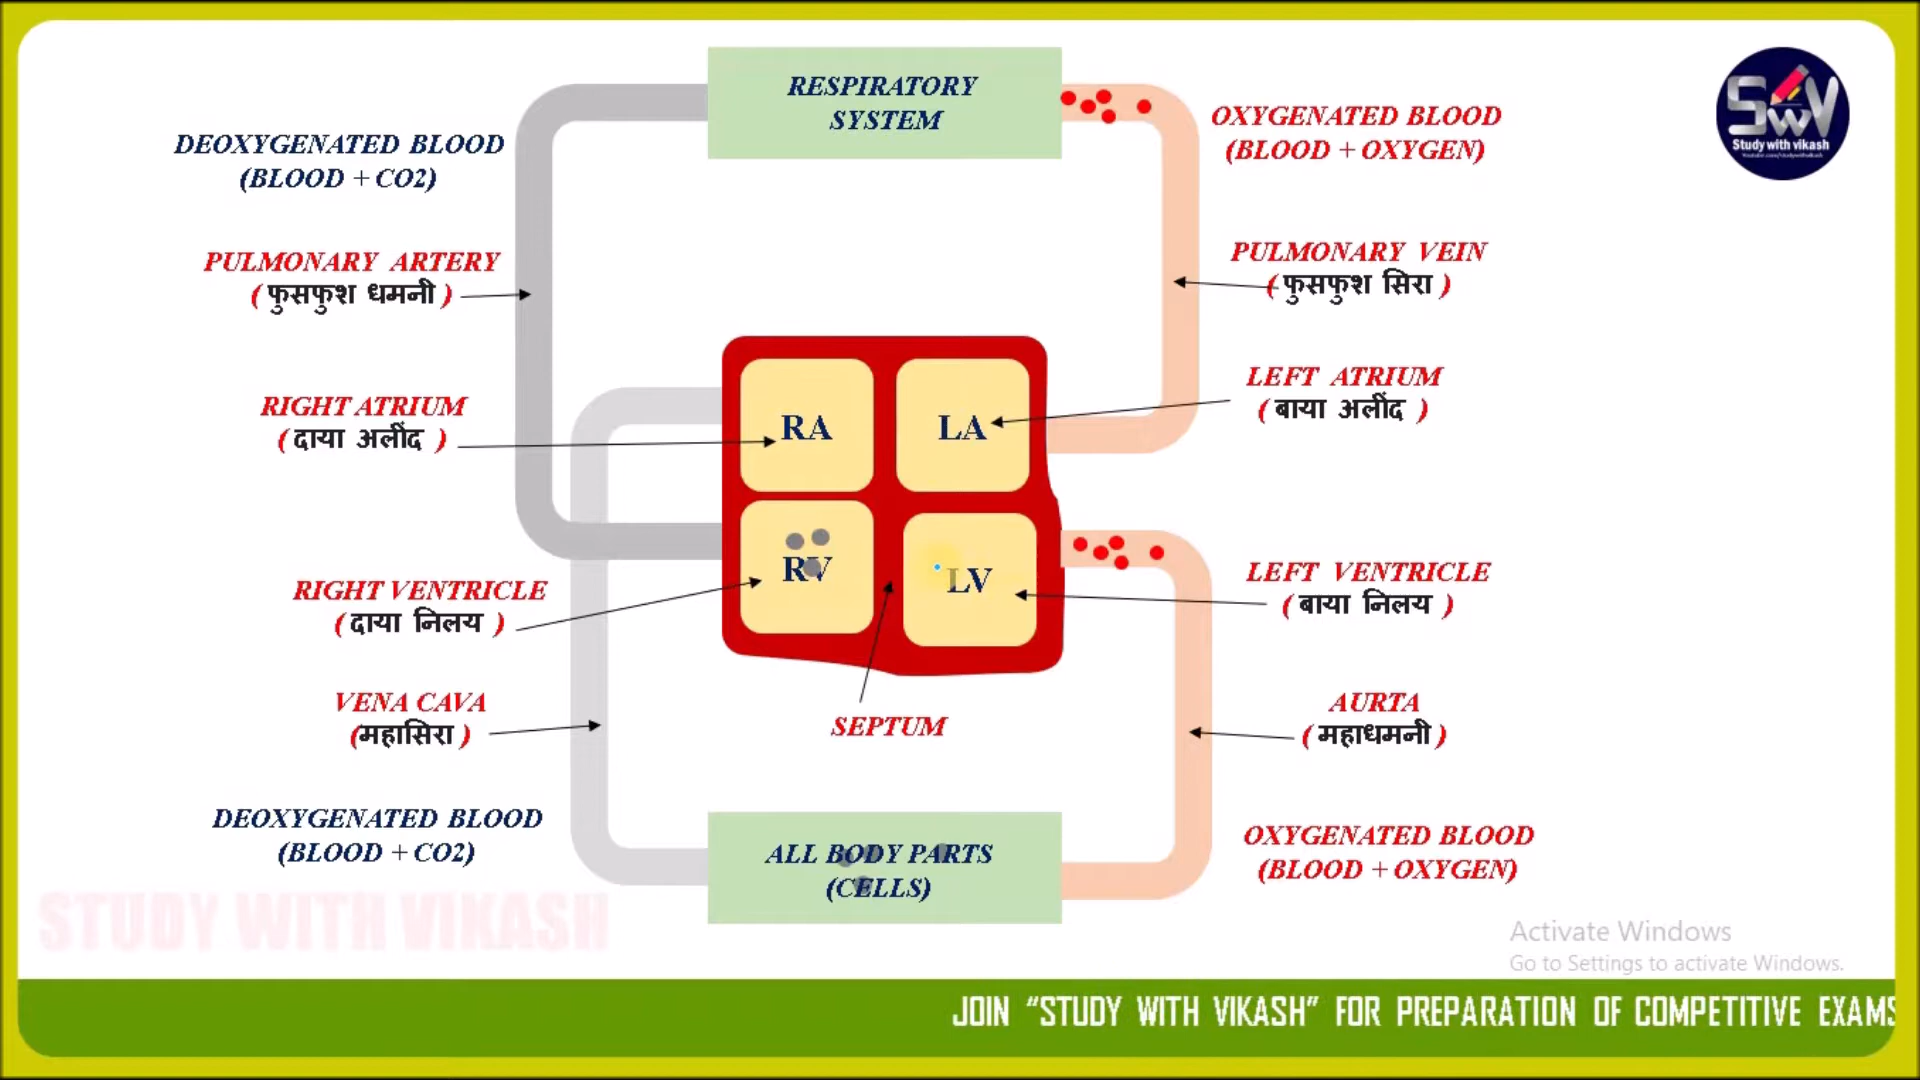 RESPIRATORY
SYSTEM
DEOXYGENATED BLOOD
(BLOOD + CO2)
OXYGENATED BLOOD
(BLOOD + OXYGEN)
SWV
Study with vikash
PULMONARY ARTERY
( फुसफुश धमनी )
PULMONARY VEIN
( फुसफुश सिरा )
RIGHT ATRIUM
( दाया अलींद )
RA
LA
LEFT ATRIUM
( बाया अलींद )
RIGHT VENTRICLE
( दाया निलय )
RV
LV
LEFT VENTRICLE
( बाया निलय )
VENA CAVA
(महासिरा )
SEPTUM
AURTA
( महाधमनी )
DEOXYGENATED BLOOD
(BLOOD + CO2)
ALL BODY PARTS
(CELLS)
OXYGENATED BLOOD
(BLOOD + OXYGEN)
STUDY WITH VIKASH
Activate Windows
Go to Settings to activate Windows.
JOIN “STUDY WITH VIKASH” FOR PREPARATION OF COMPETITIVE EXAMS